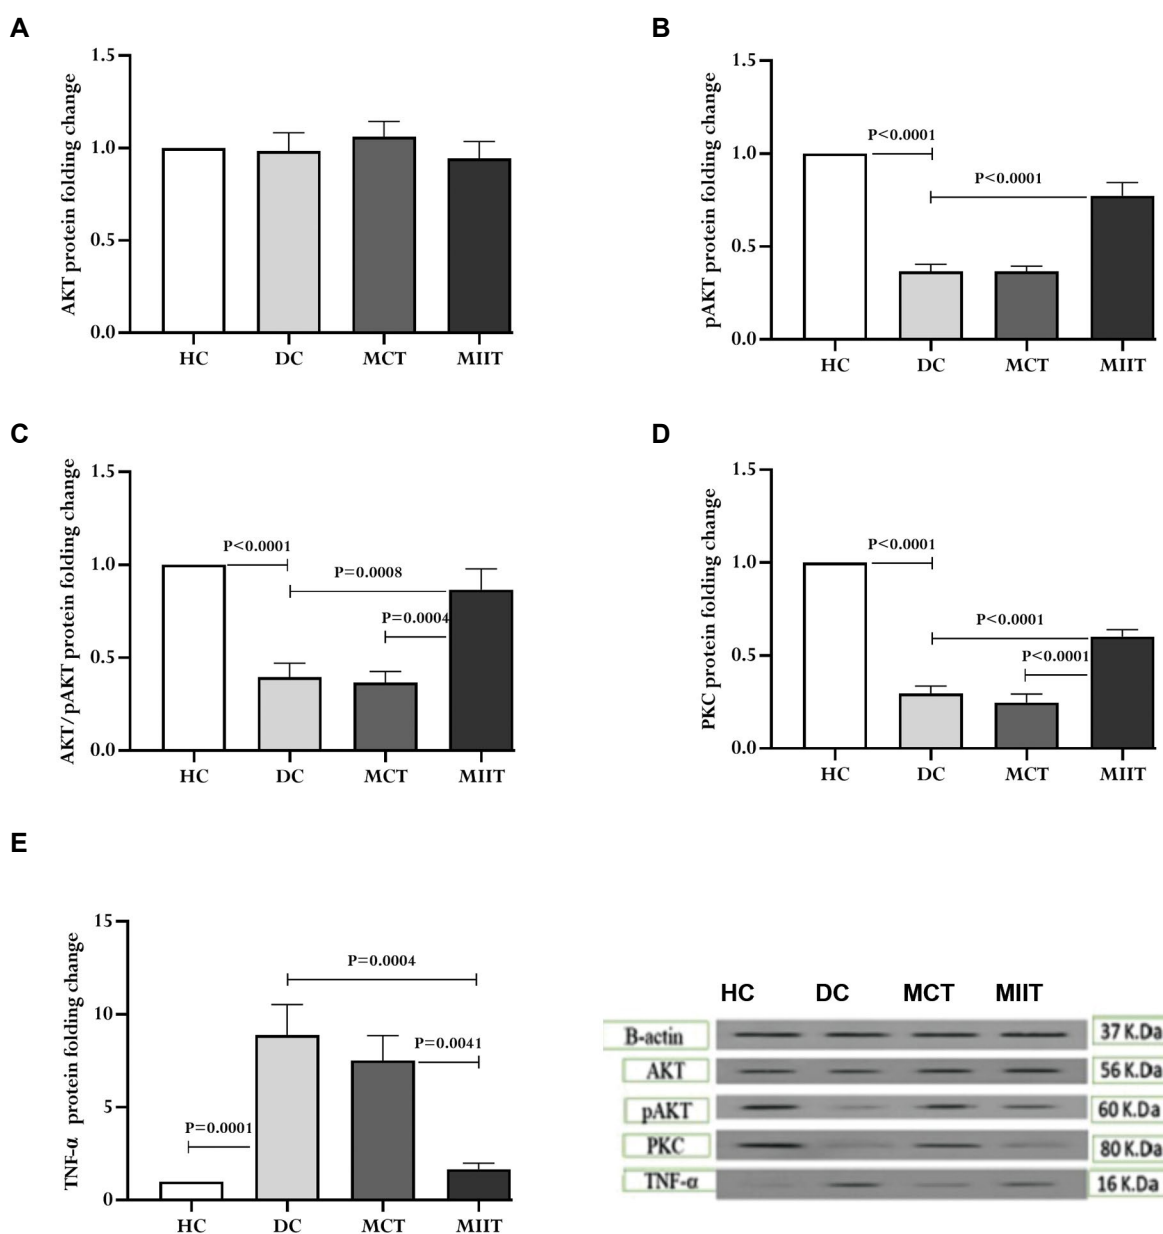 A
AKT protein folding change
1.5
1.0
0.5
0.0
HC DC MCT MIIT
B
pAKT protein folding change
1.5
1.0
0.5
0.0
P<0.0001
P<0.0001
HC DC MCT MIIT
C
AKT/pAKT protein folding change
1.5
1.0
0.5
0.0
P<0.0001
P=0.0008
P=0.0004
HC DC MCT MIIT
D
PKC protein folding change
1.5
1.0
0.5
0.0
P<0.0001
P<0.0001
P<0.0001
HC DC MCT MIIT
E
TNF-α protein folding change
15
10
5
0
P=0.0004
P=0.0041
P=0.0001
HC DC MCT MIIT
HC DC MCT MIIT
B-actin 37 K.Da
AKT 56 K.Da
pAKT 60 K.Da
PKC 80 K.Da
TNF-α 16 K.Da